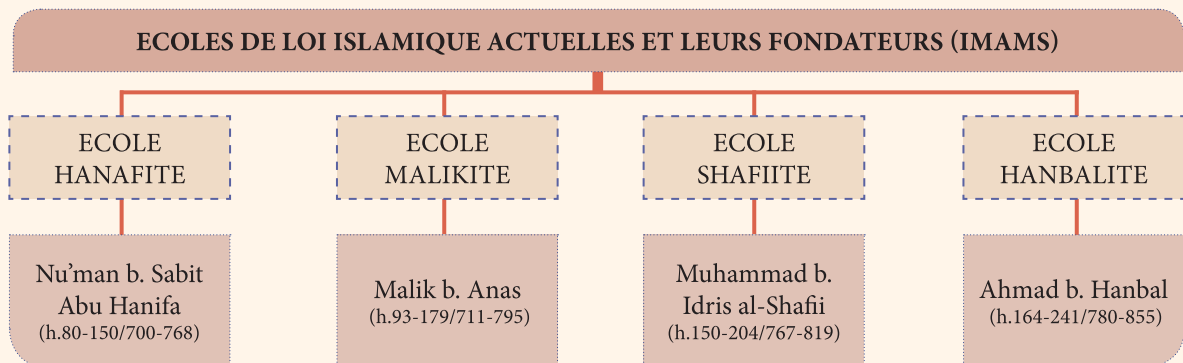 ECOLES DE LOI ISLAMIQUE ACTUELLES ET LEURS FONDATEURS (IMAMS)
ECOLE
HANAFITE
ECOLE
MALIKITE
ECOLE
SHAFIITE
ECOLE
HANBALITE
Nu’man b. Sabit
Abu Hanifa
(h.80-150/700-768)
Malik b. Anas
(h.93-179/711-795)
Muhammad b.
Idris al-Shafii
(h.150-204/767-819)
Ahmad b. Hanbal
(h.164-241/780-855)